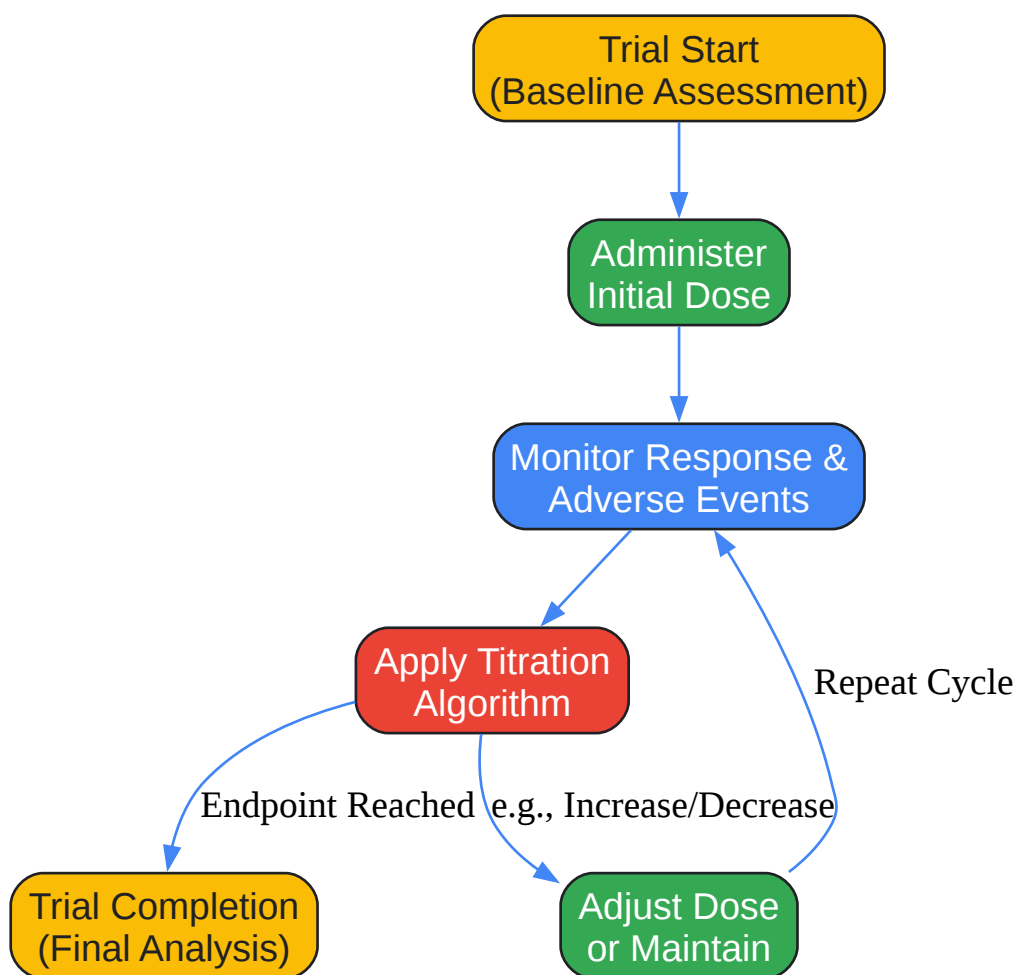 Trial Start
(Baseline Assessment)
Administer
Initial Dose
Monitor Response &
Adverse Events
Apply Titration
Algorithm
Repeat Cycle
Endpoint Reached
e.g., Increase/Decrease
Trial Completion
(Final Analysis)
Adjust Dose
or Maintain